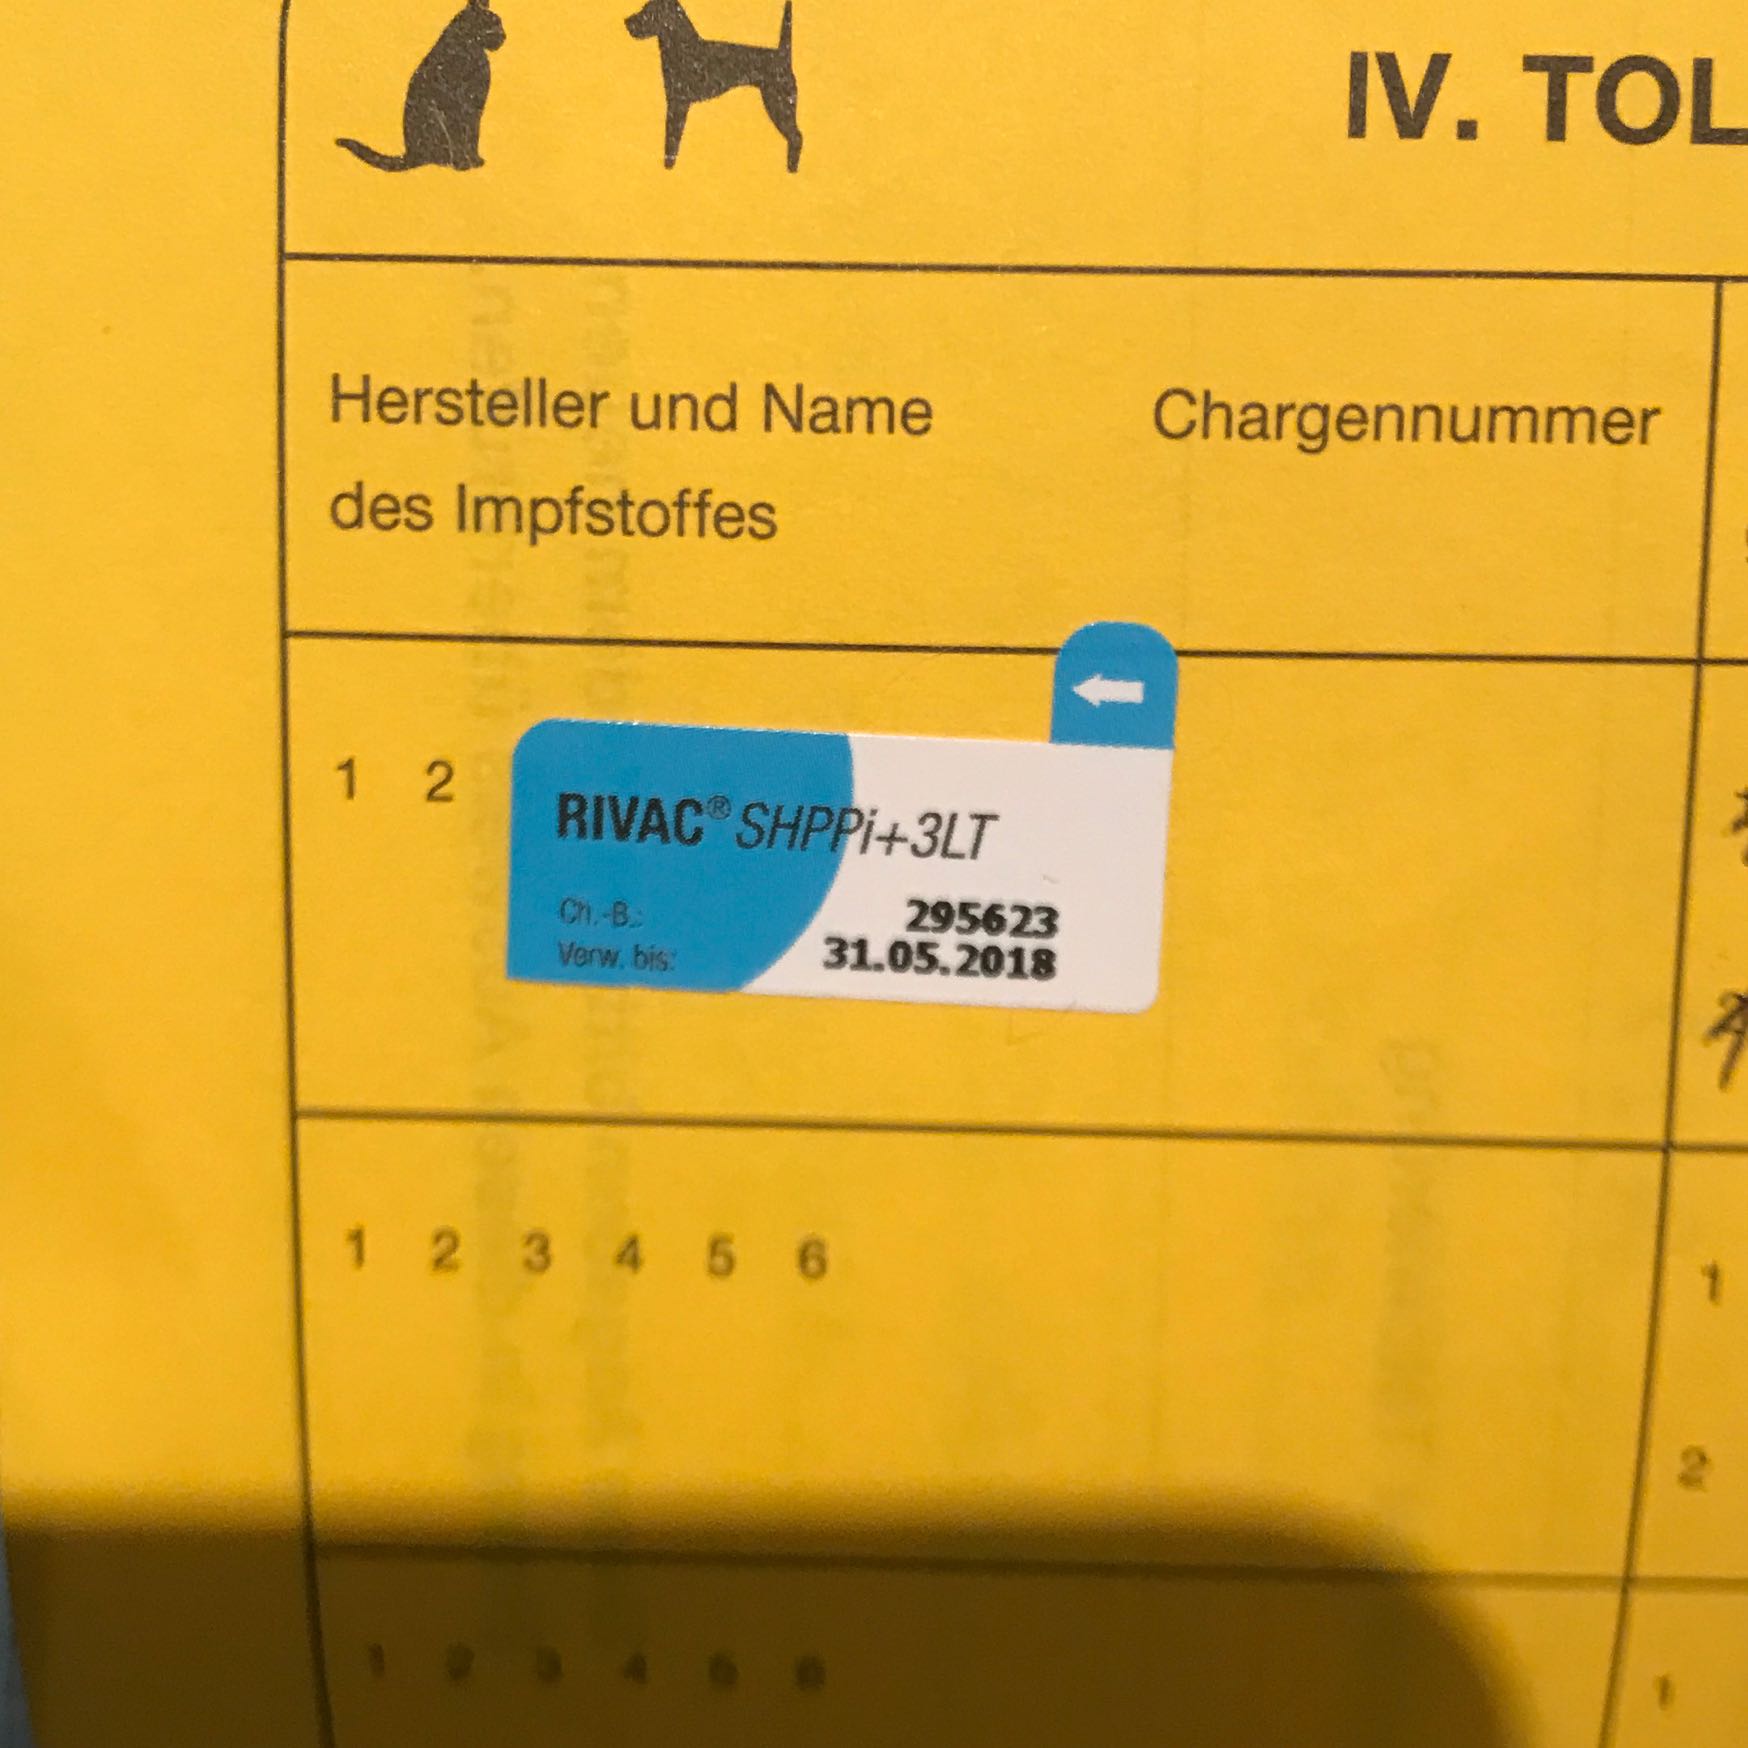 IV. TOL
Hersteller und Name
des Impfstoffes
Chargennummer
1 2
RIVAC® SHPPi+3LT
Ch.-B.: 295623
Verw. bis: 31.05.2018
1 2 3 4 5 6
1
2
1 2 3 4 5 6
1